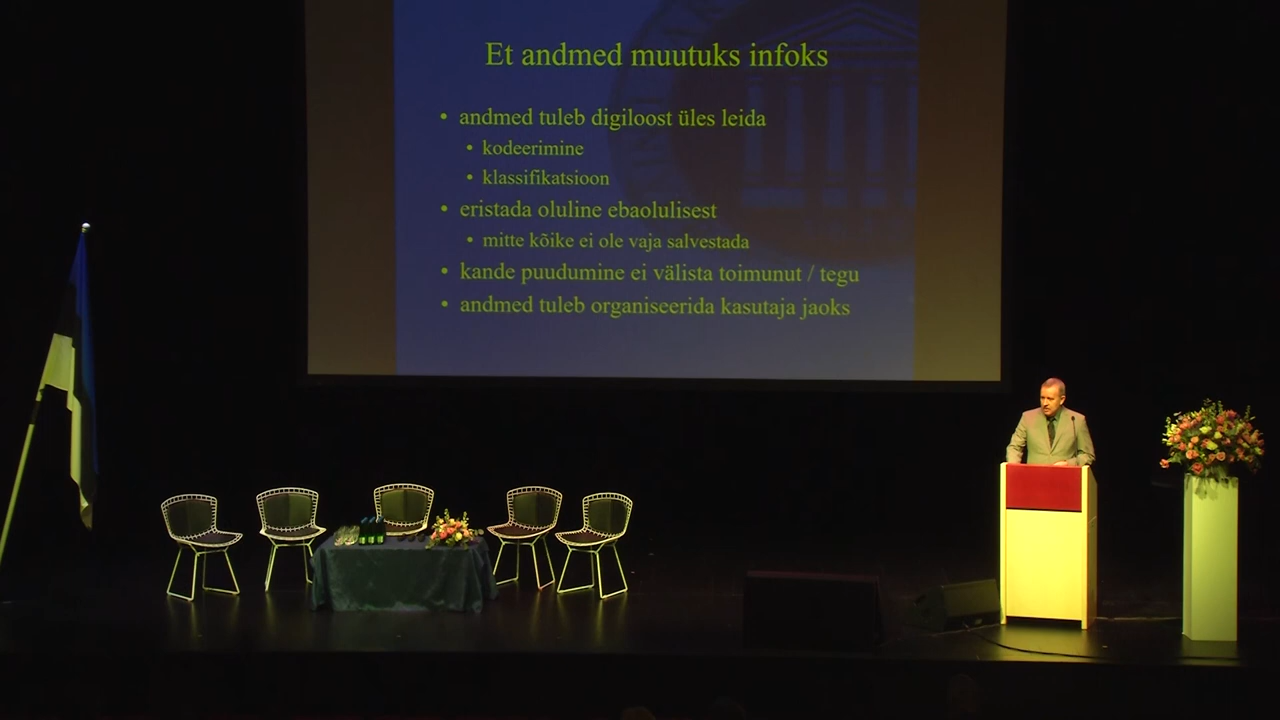 Et andmed muutuks infoks
• andmed tuleb digiloost üles leida
• kodeerimine
• klassifikatsioon
• eristada oluline ebaolulisest
• mitte kõike ei ole vaja salvestada
• kande puudumine ei välista toimunut / tegu
• andmed tuleb organiseerida kasutaja jaoks